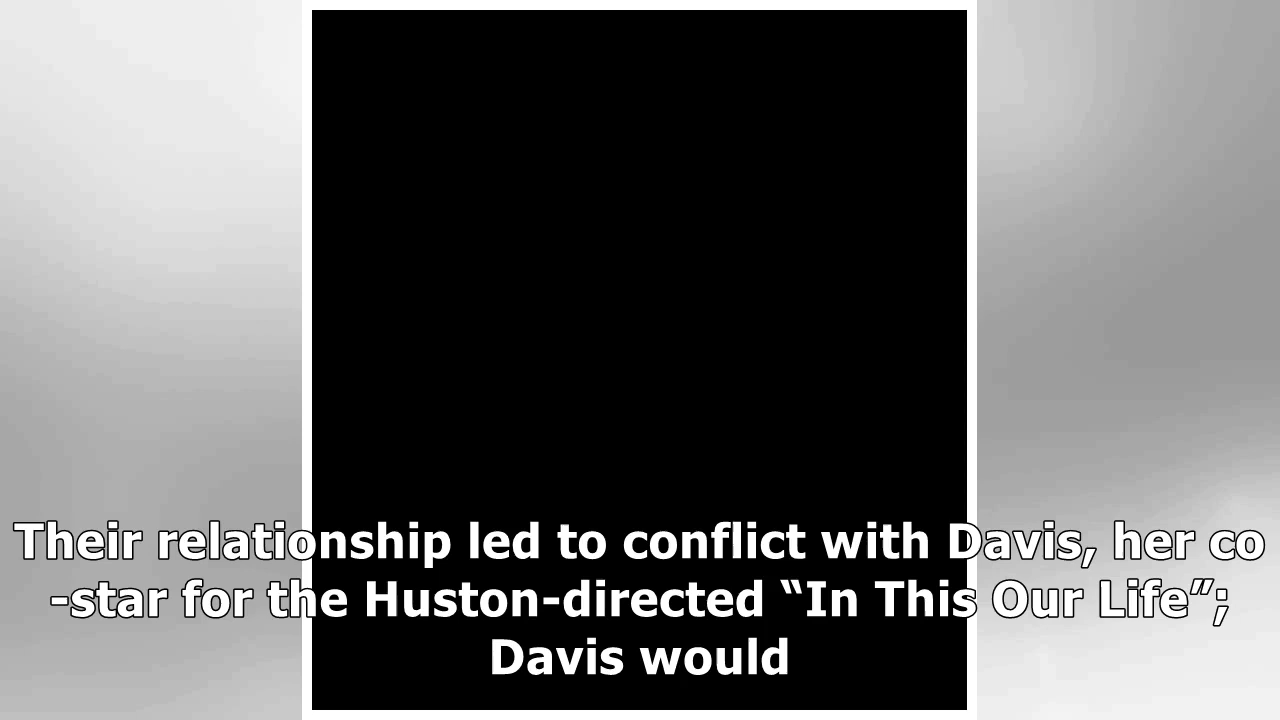 Their relationship led to conflict with Davis, her co
-star for the Huston-directed “In This Our Life”;
Davis would